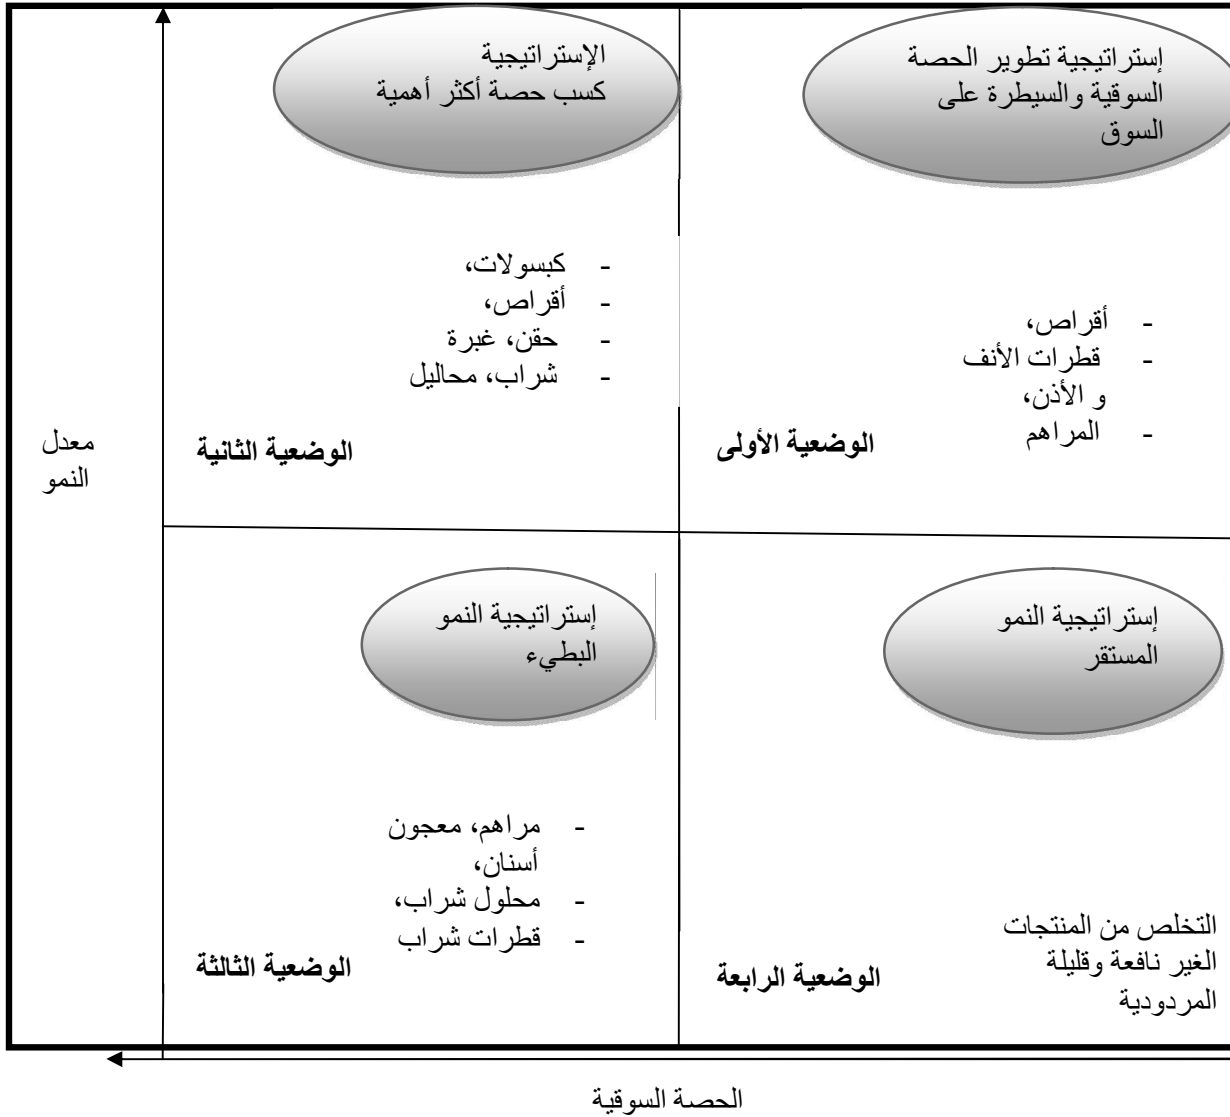 إستراتيجية تطوير الحصة
السوقية والسيطرة على
السوق
- أقراص،
- قطرات الأنف
و الأذن،
- المراهم
الوضعية الأولى
الإستراتيجية
كسب حصة أكثر أهمية
- كبسولات،
- أقراص،
- حقن، غبرة
- شراب، محاليل
الوضعية الثانية
معدل
النمو
إستراتيجية النمو
المستقر
التخلص من المنتجات
الغير نافعة وقليلة
المردودية
الوضعية الرابعة
إستراتيجية النمو
البطيء
- مراهم، معجون
أسنان،
- محلول شراب،
- قطرات شراب
الوضعية الثالثة
الحصة السوقية